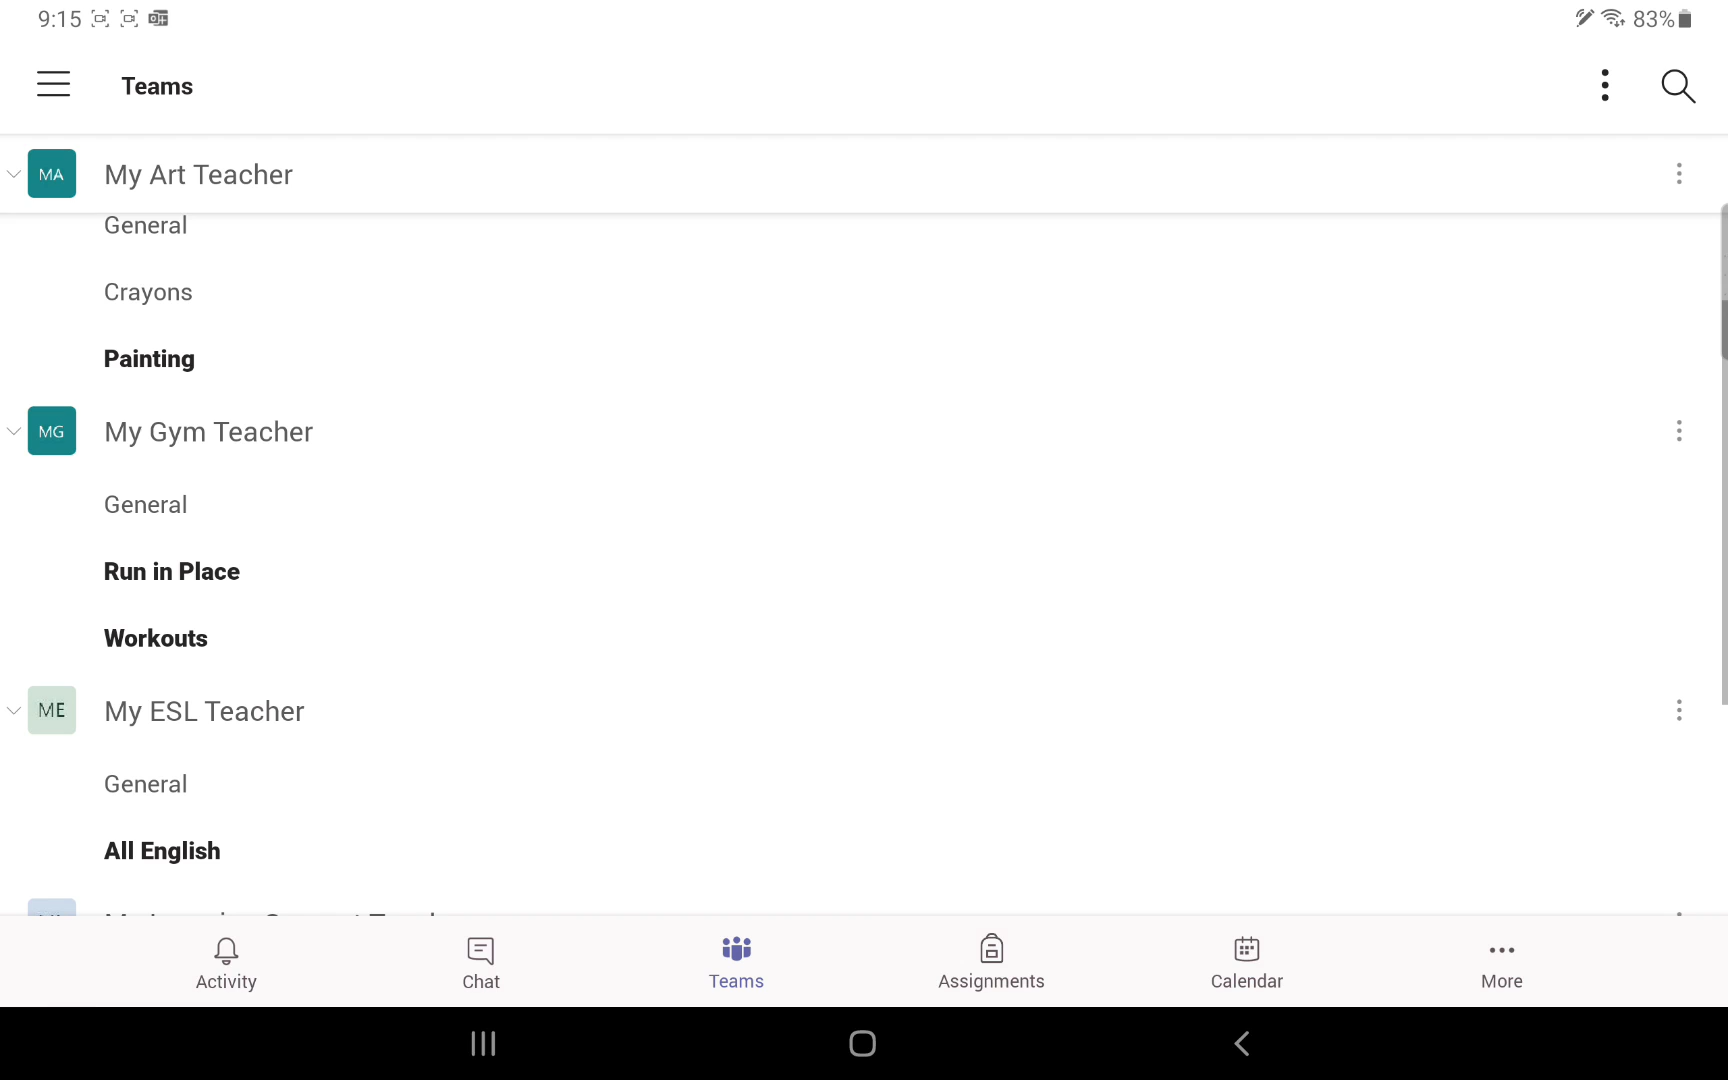 9:15
83%
Teams
MA My Art Teacher
General
Crayons
Painting
MG My Gym Teacher
General
Run in Place
Workouts
ME My ESL Teacher
General
All English
Activity Chat Teams Assignments Calendar More